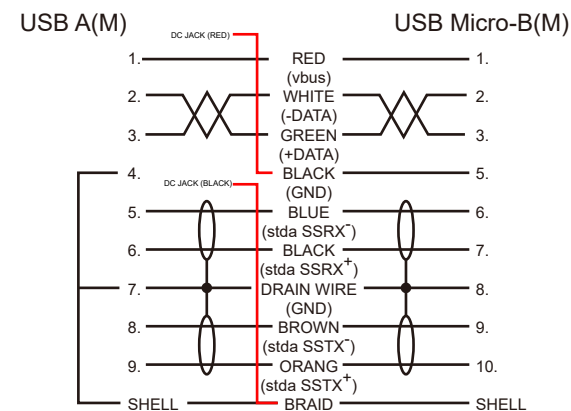 USB A(M) USB Micro-B(M)
DC JACK (RED)
1. RED 1.
(vbus)
2. WHITE 2.
(-DATA)
3. GREEN 3.
(+DATA)
4. BLACK 5.
DC JACK (BLACK) (GND)
5. BLUE 6.
(stda SSRX-)
6. BLACK 7.
(stda SSRX+)
7. DRAIN WIRE 8.
(GND)
8. BROWN 9.
(stda SSTX-)
9. ORANG 10.
(stda SSTX+)
SHELL BRAID SHELL